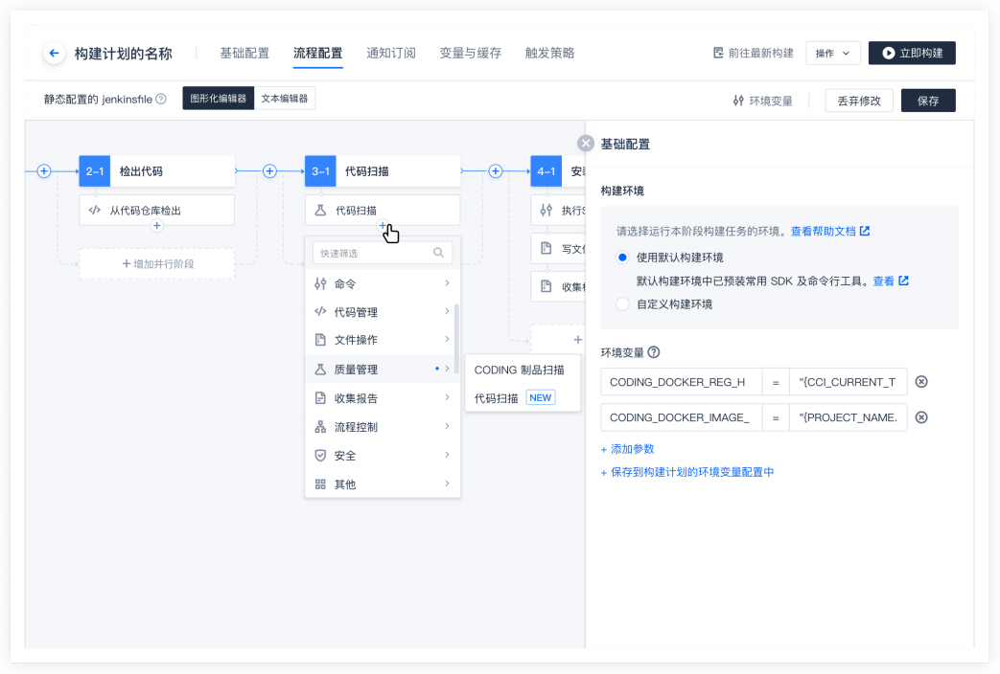 构建计划的名称 基础配置 流程配置 通知订阅 变量与缓存 触发策略 前往最新构建 操作 立即构建
静态配置的 jenkinsfile 图形化编辑器 文本编辑器 环境变量 丢弃修改 保存
2-1 检出代码
从代码仓库检出
+ 增加并行阶段
3-1 代码扫描
代码扫描
快速筛选
命令
代码管理
文件操作
质量管理
收集报告
流程控制
安全
其他
CODING 制品扫描
代码扫描 NEW
4-1
执行
写文
收集
基础配置
构建环境
请选择运行本阶段构建任务的环境。查看帮助文档
使用默认构建环境
默认构建环境中已预装常用 SDK 及命令行工具。查看
自定义构建环境
环境变量
CODING_DOCKER_REG_H = "{CCI_CURRENT_T
CODING_DOCKER_IMAGE_ = "{PROJECT_NAME.
+ 添加参数
+ 保存到构建计划的环境变量配置中